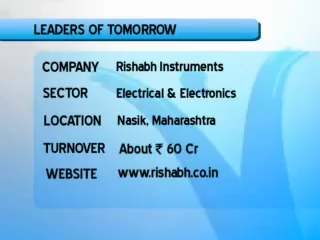 LEADERS OF TOMORROW
COMPANY Rishabh Instruments
SECTOR Electrical & Electronics
LOCATION Nasik, Maharashtra
TURNOVER About ₹ 60 Cr
WEBSITE www.rishabh.co.in